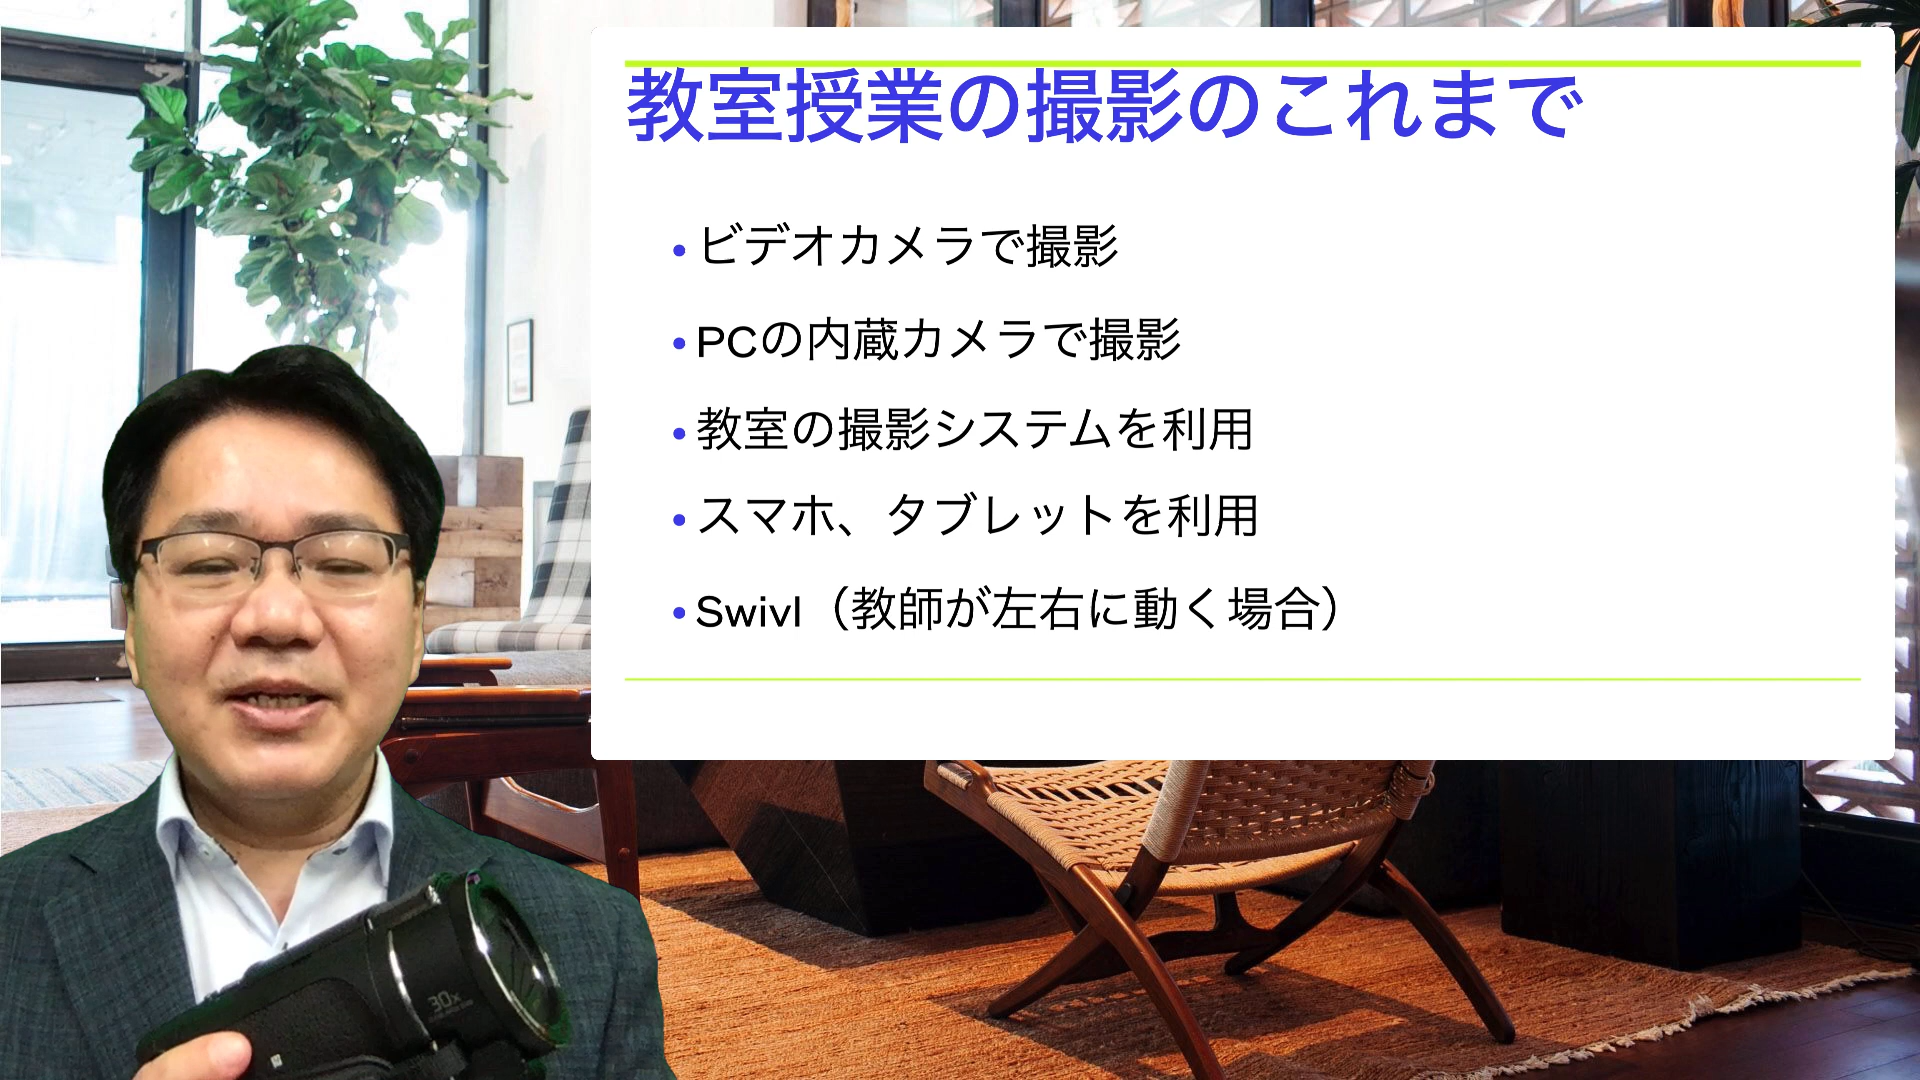 教室授業の撮影のこれまで
・ビデオカメラで撮影
・PCの内蔵カメラで撮影
・教室の撮影システムを利用
・スマホ、タブレットを利用
・Swivl（教師が左右に動く場合）
30x